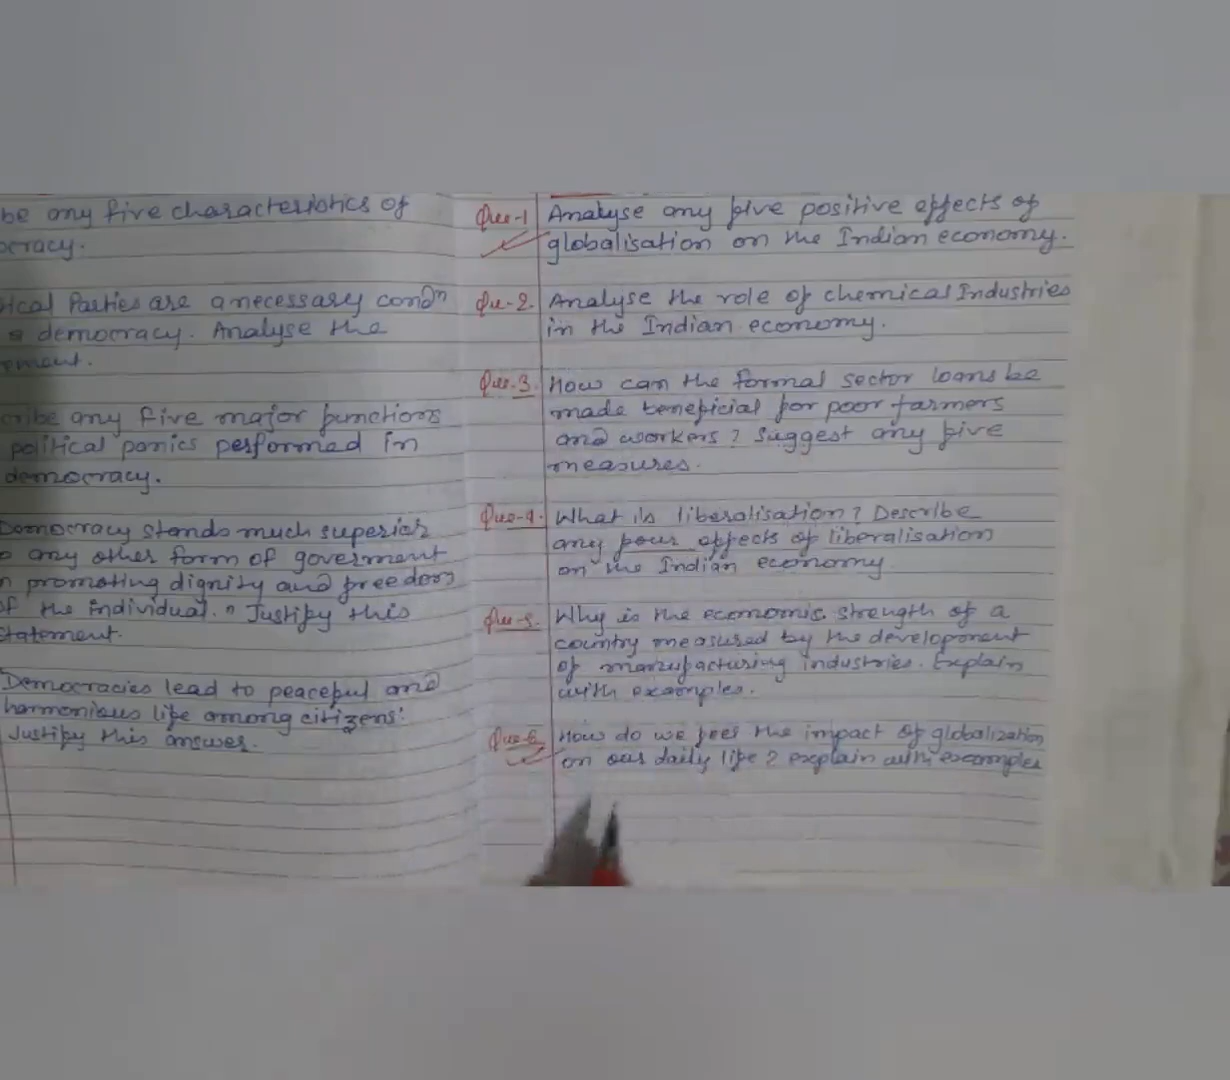 be any five characteristics of
ocracy.
ical Parties are a necessary condn
democracy. Analyse the
ement.
cribe any five major functions
political parties performed in
democracy.
Democracy stands much superior
o any other form of goverment
n promoting dignity and freedom
of the individual." Justify this
statement.
Democracies lead to peaceful and
harmonious life among citizens'.
Justify this answer.
Que-1 Analyse any five positive effects of
globalisation on the Indian economy.
Qu-2. Analyse the role of chemical Industries
in the Indian economy.
Que.3. How can the formal sector loans be
made beneficial for poor farmers
and workers? Suggest any five
measures.
Que-4. What is liberalisation? Describe
any four effects of liberalisation
on the Indian economy.
Que-5. Why is the economic strength of a
country measured by the development
of manufacturing industries. Explain
with examples.
Que-6 How do we feel the impact of globalization
on our daily life? explain with examples